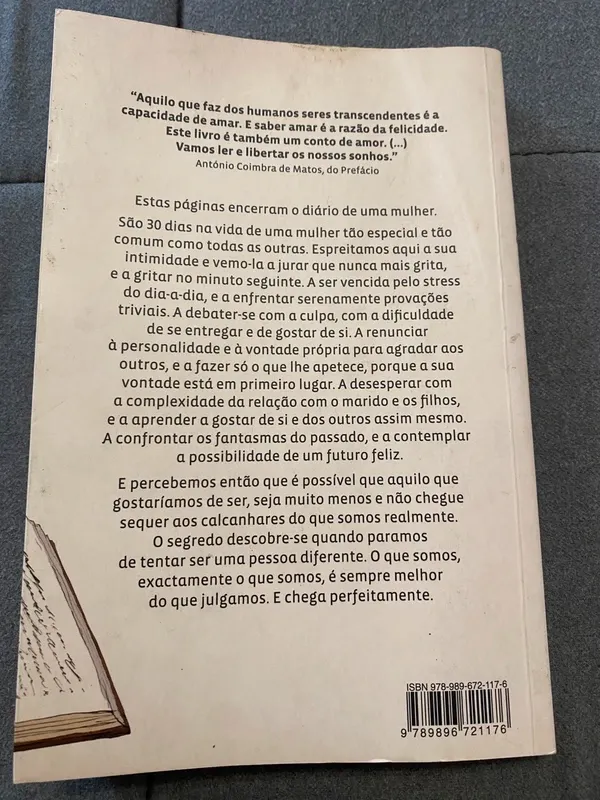 “Aquilo que faz dos humanos seres transcendentes é a
capacidade de amar. E saber amar é a razão da felicidade.
Este livro é também um conto de amor. (...)
Vamos ler e libertar os nossos sonhos.”
António Coimbra de Matos, do Prefácio
Estas páginas encerram o diário de uma mulher.
São 30 dias na vida de uma mulher tão especial e tão
comum como todas as outras. Espreitamos aqui a sua
intimidade e vemo-la a jurar que nunca mais grita,
e a gritar no minuto seguinte. A ser vencida pelo stress
do dia-a-dia, e a enfrentar serenamente provações
triviais. A debater-se com a culpa, com a dificuldade
de se entregar e de gostar de si. A renunciar
à personalidade e à vontade própria para agradar aos
outros, e a fazer só o que lhe apetece, porque a sua
vontade está em primeiro lugar. A desesperar com
a complexidade da relação com o marido e os filhos,
e a aprender a gostar de si e dos outros assim mesmo.
A confrontar os fantasmas do passado, e a contemplar
a possibilidade de um futuro feliz.
E percebemos então que é possível que aquilo que
gostaríamos de ser, seja muito menos e não chegue
sequer aos calcanhares do que somos realmente.
O segredo descobre-se quando paramos
de tentar ser uma pessoa diferente. O que somos,
exactamente o que somos, é sempre melhor
do que julgamos. E chega perfeitamente.
ISBN 978-989-672-117-6
9 789896 721176